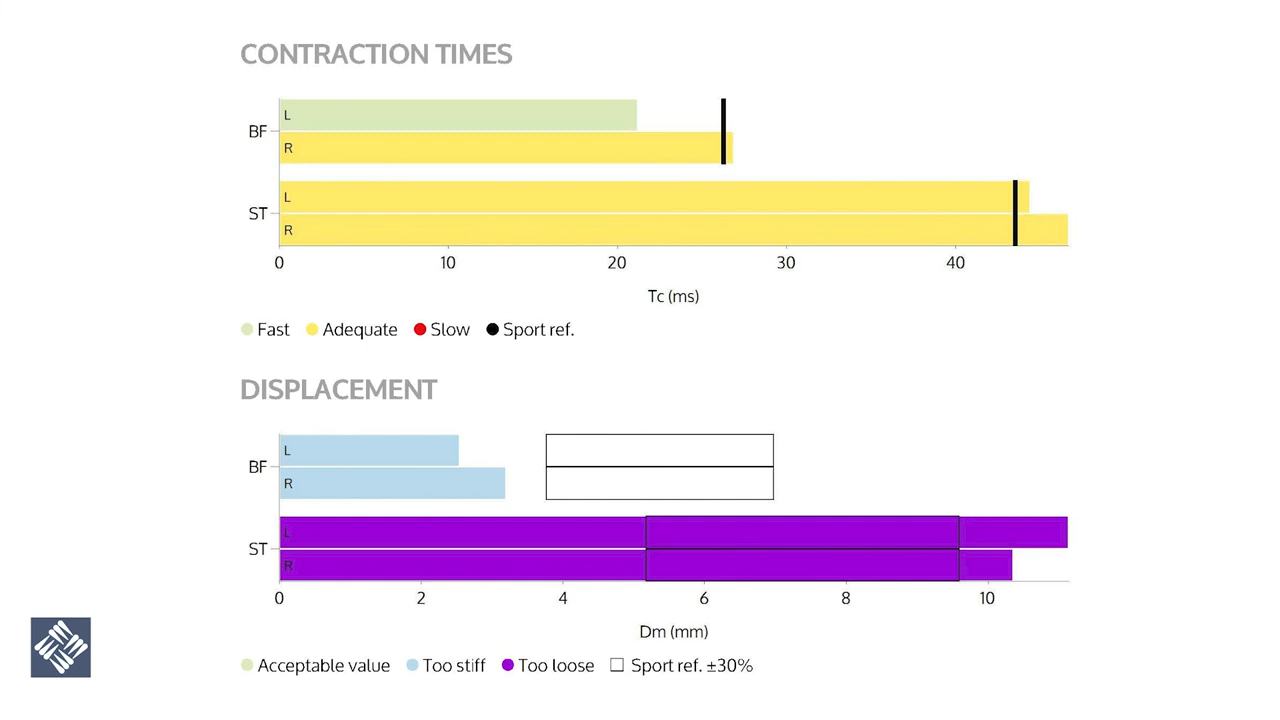 CONTRACTION TIMES
L
BF
R
L
ST
R
0 10 20 30 40
Tc (ms)
Fast Adequate Slow Sport ref.
DISPLACEMENT
L
BF
R
L
ST
R
0 2 4 6 8 10
Dm (mm)
Acceptable value Too stiff Too loose Sport ref. ±30%